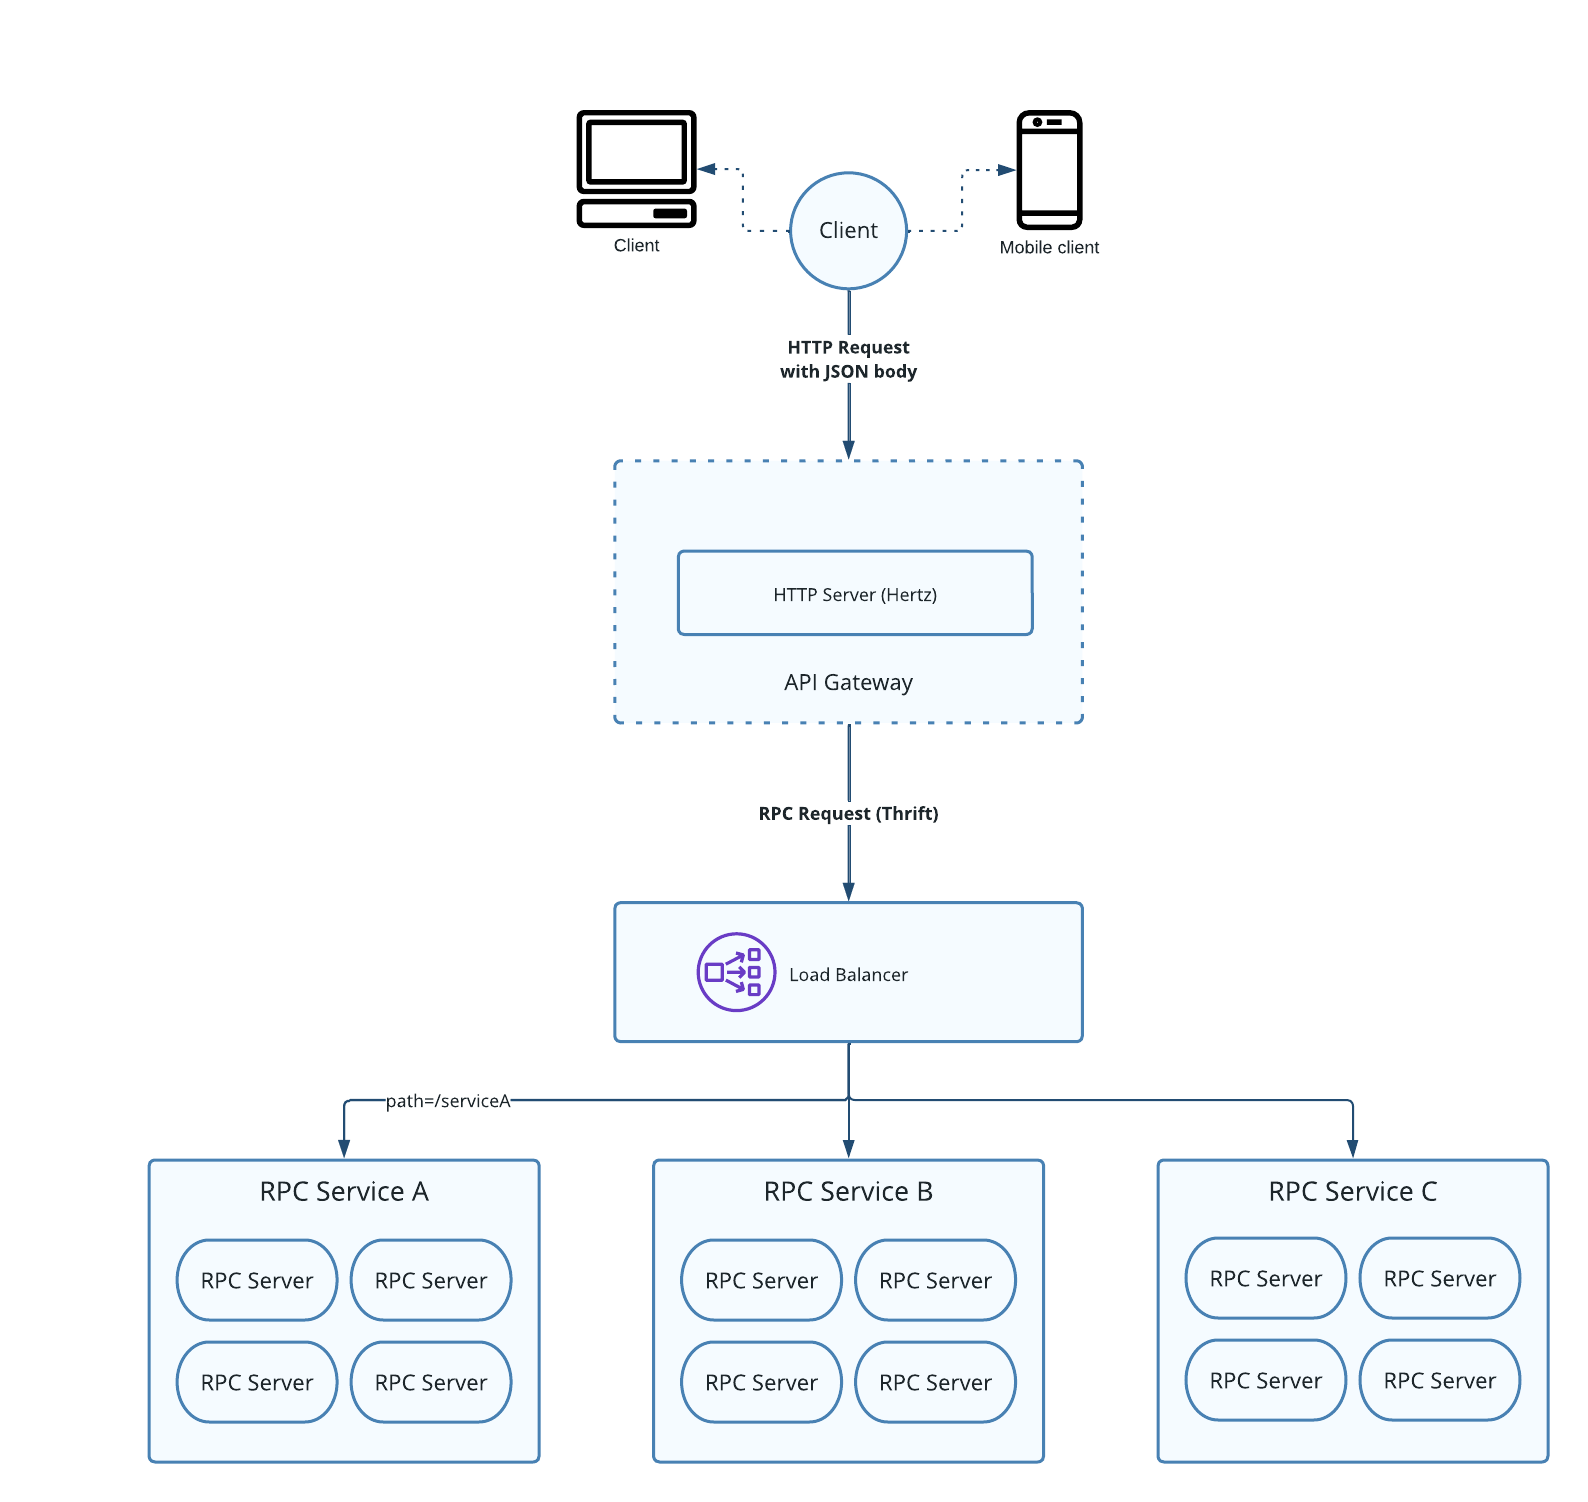 Client
Client
Mobile client
HTTP Request
with JSON body
HTTP Server (Hertz)
API Gateway
RPC Request (Thrift)
Load Balancer
path=/serviceA
RPC Service A
RPC Server
RPC Server
RPC Server
RPC Server
RPC Service B
RPC Server
RPC Server
RPC Server
RPC Server
RPC Service C
RPC Server
RPC Server
RPC Server
RPC Server